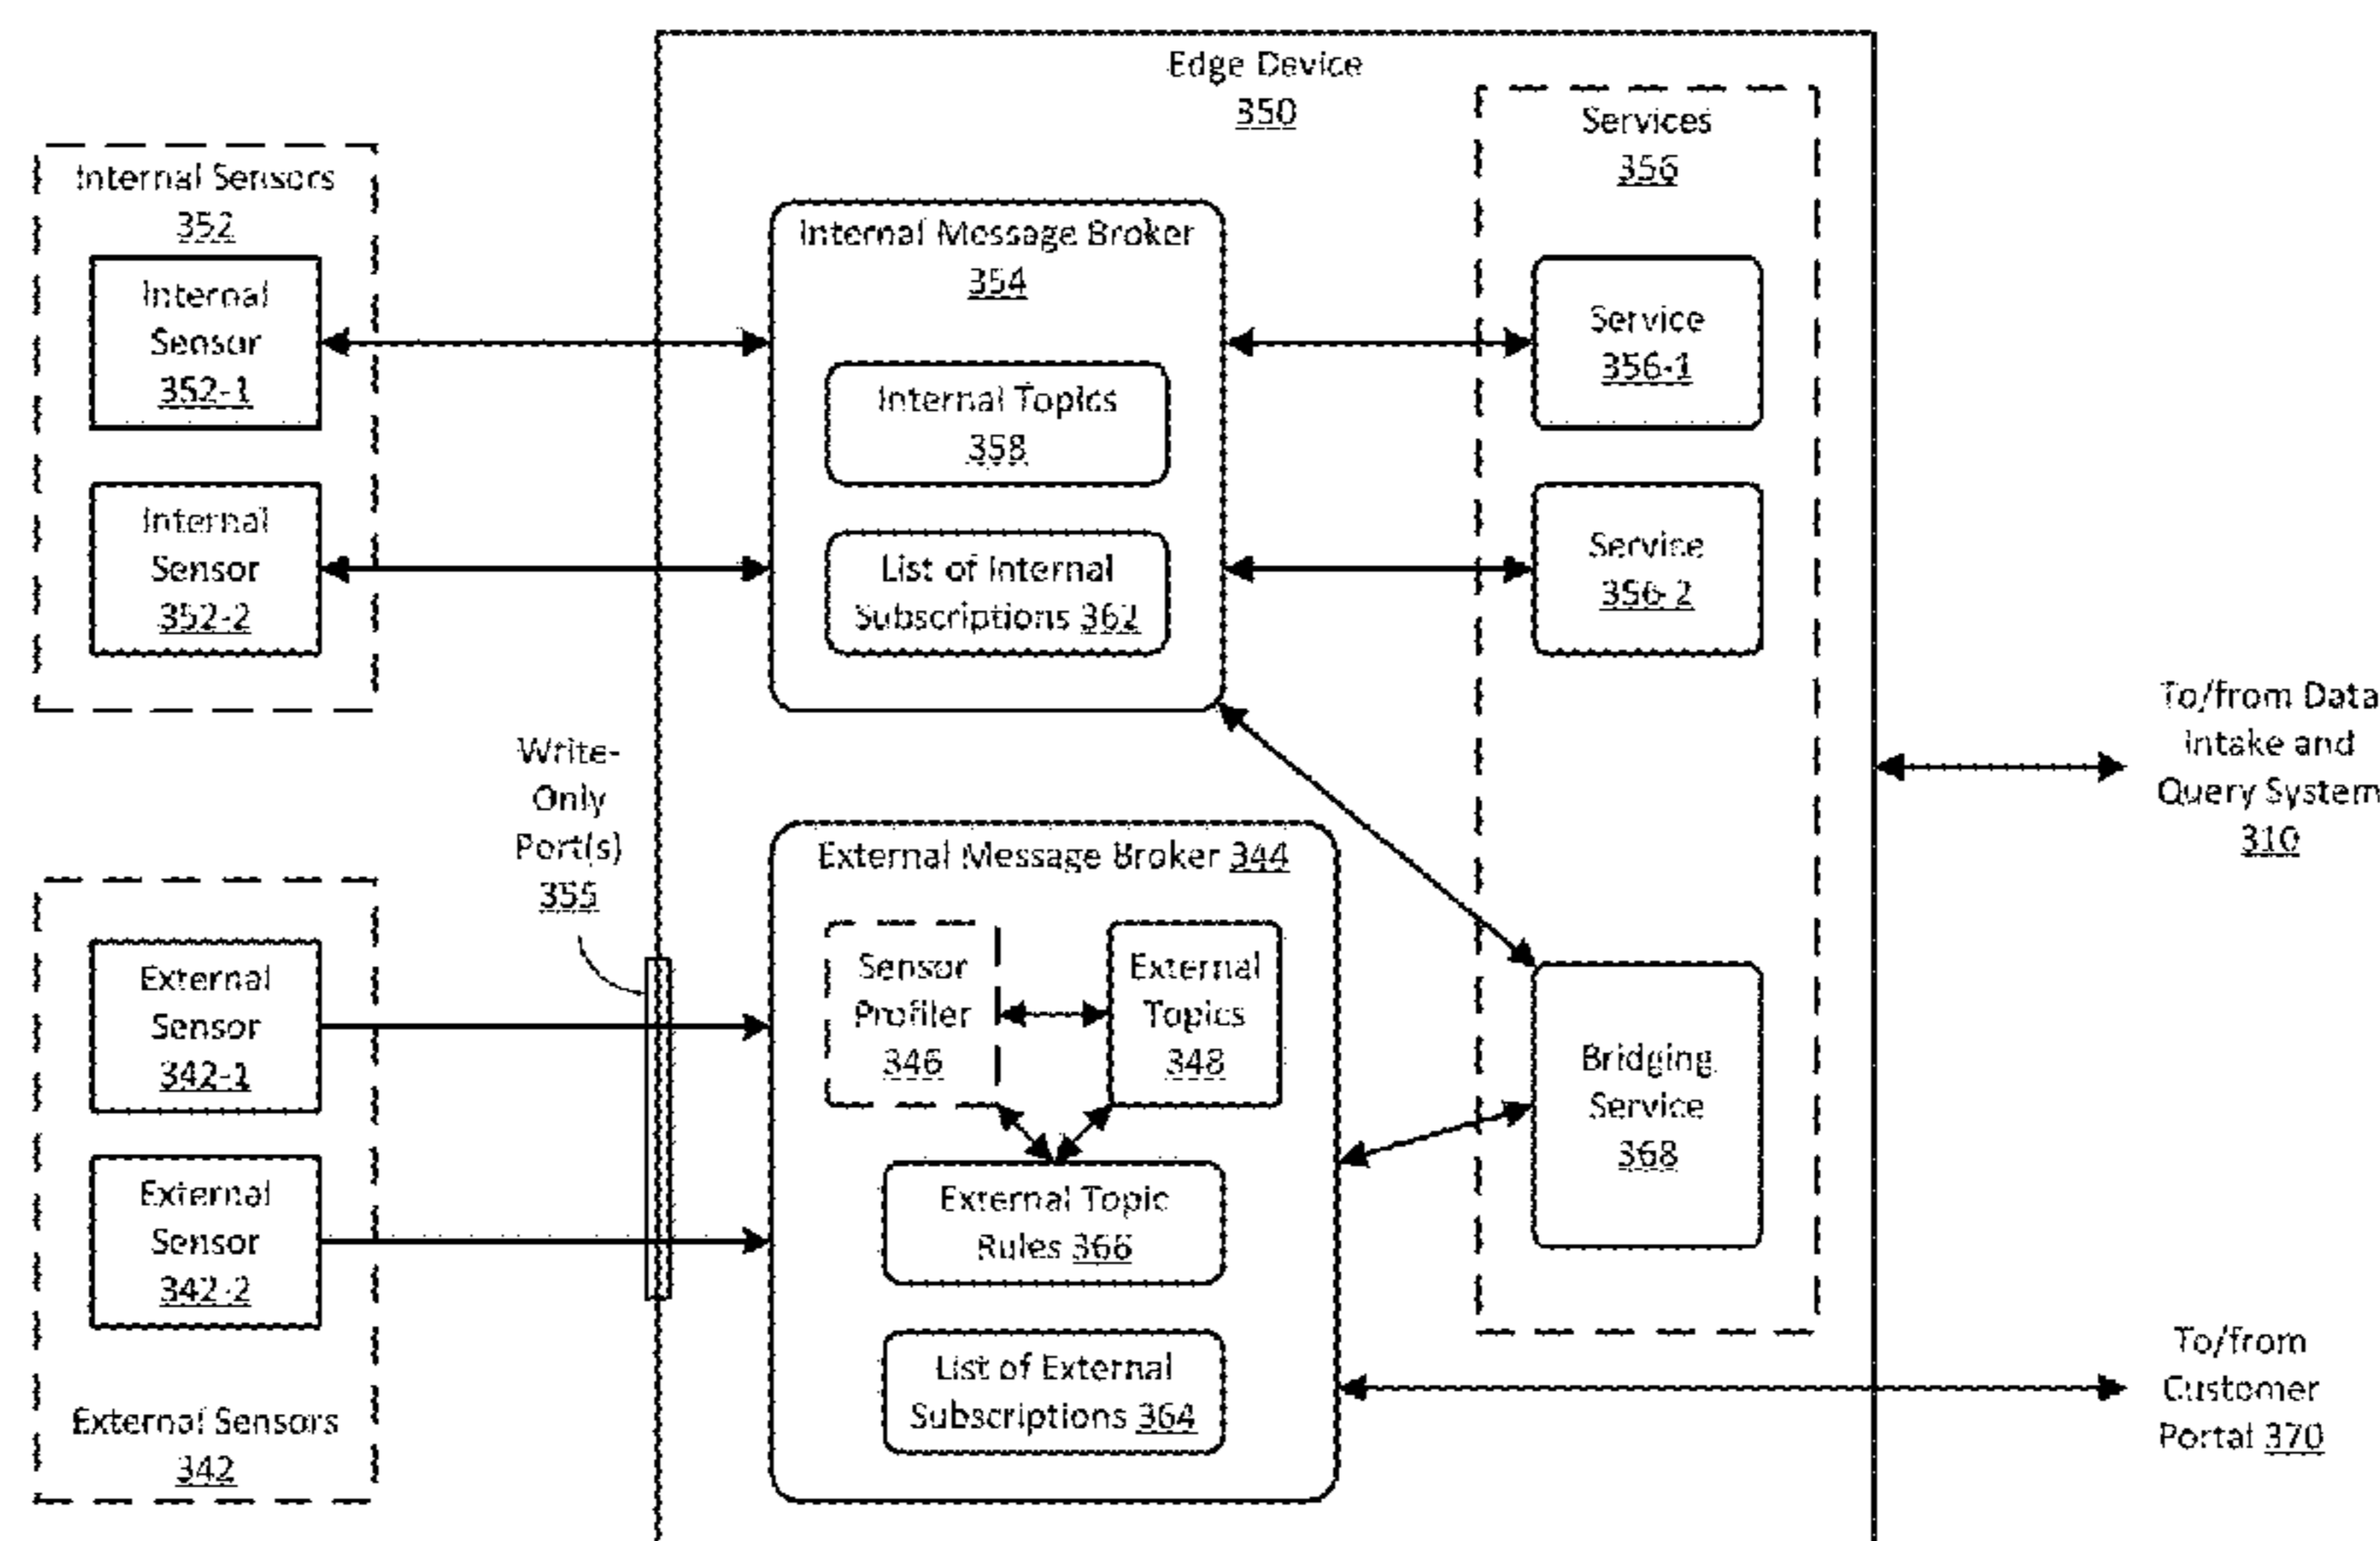 Edge Device
350
Internal Sensors
352
Internal
Sensor
352-1
Internal
Sensor
352-2
Internal Message Broker
354
Internal Topics
358
List of Internal
Subscriptions 362
Services
356
Service
356-1
Service
356-2
To/from Data
Intake and
Query System
310
Write-
Only
Port(s)
355
External
Sensor
342-1
External
Sensor
342-2
External Sensors
342
External Message Broker 344
Sensor
Profiler
346
External
Topics
348
External Topic
Rules 366
List of External
Subscriptions 364
Bridging
Service
368
To/from
Customer
Portal 370